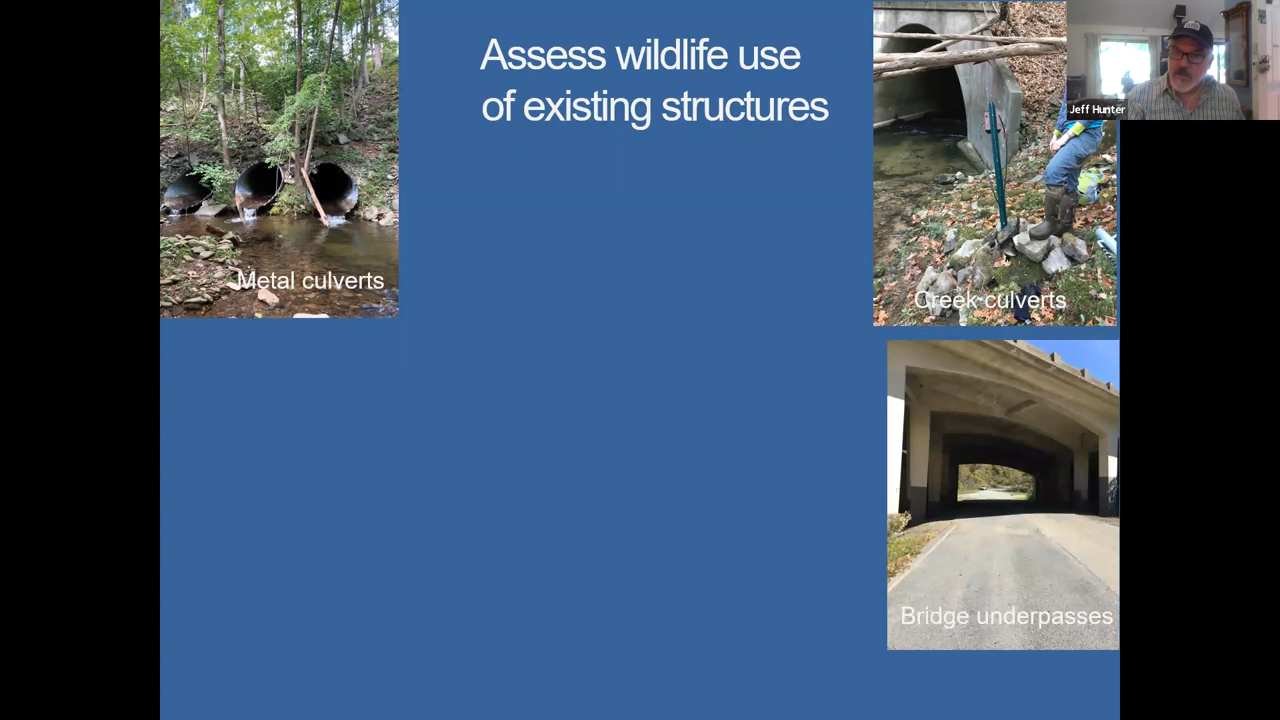 Assess wildlife use
of existing structures
Jeff Hunter
Metal culverts
Creek culverts
Bridge underpasses